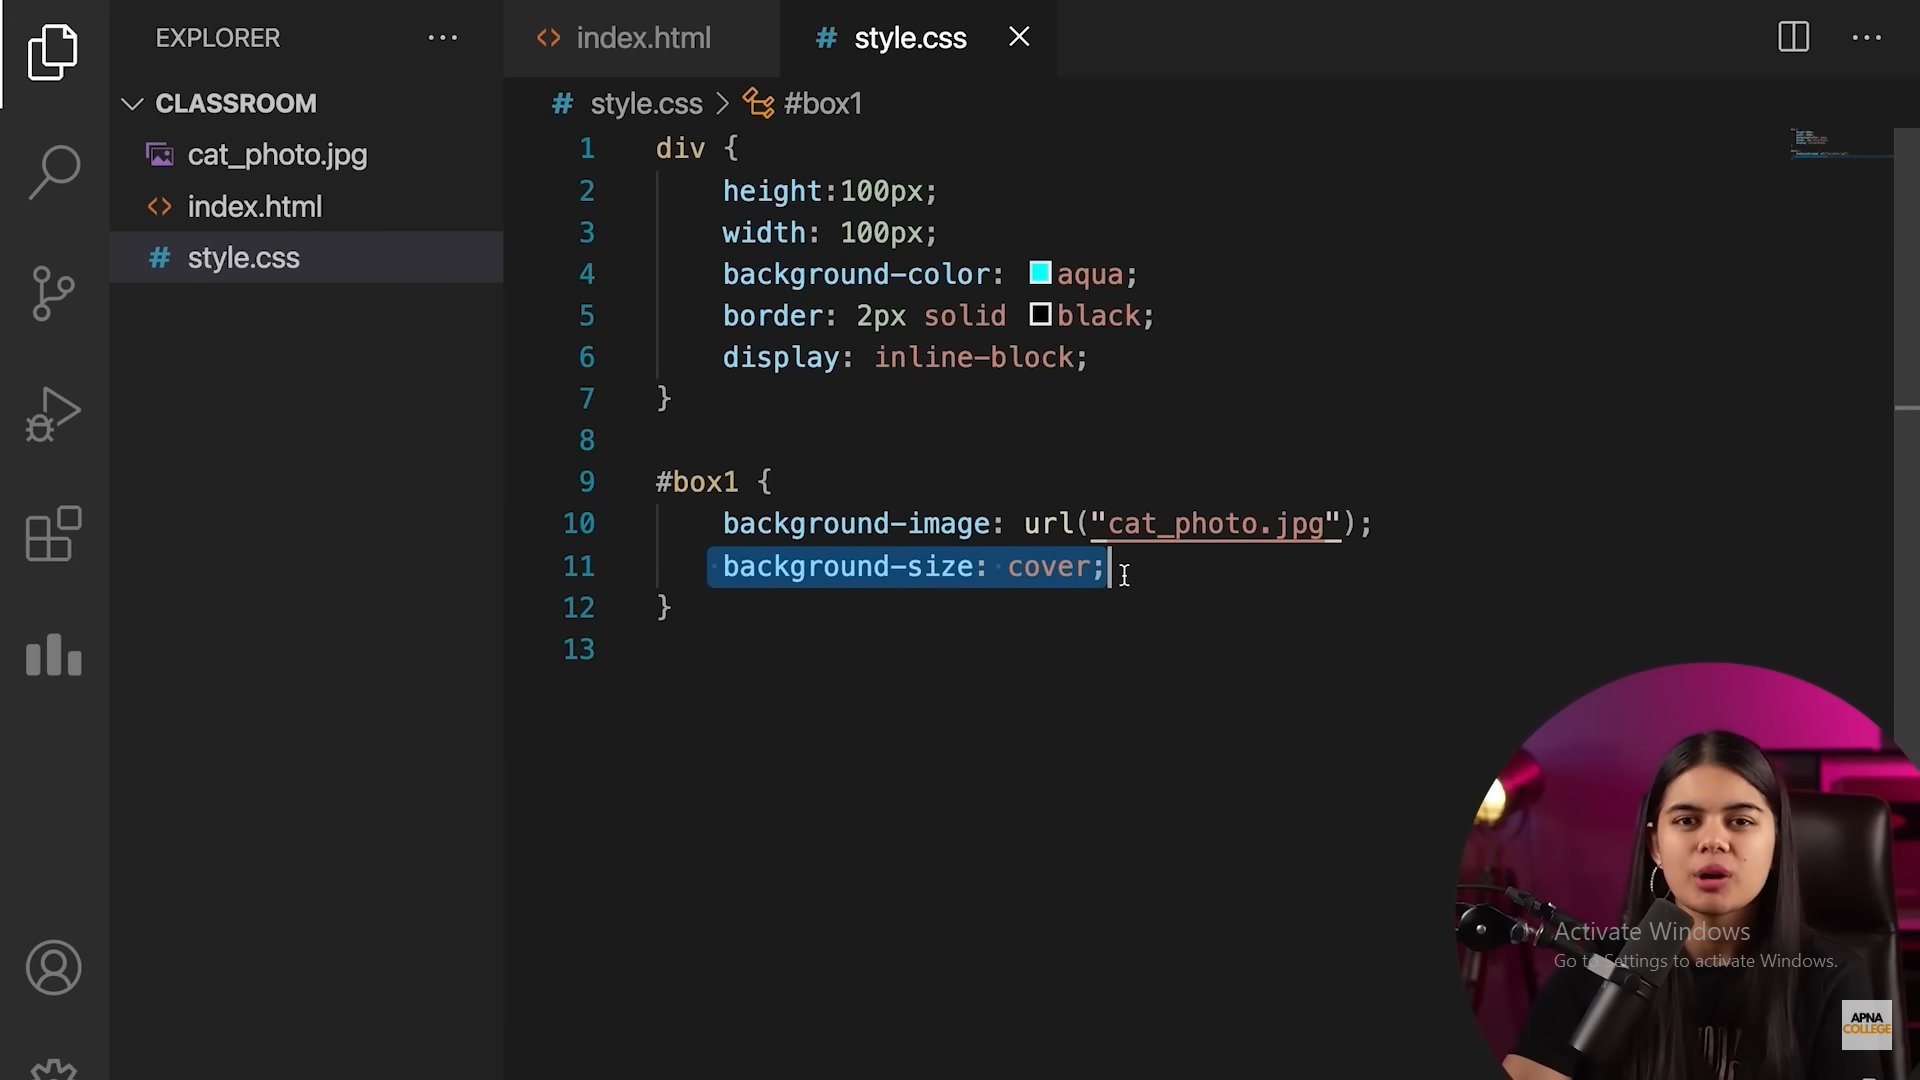 EXPLORER
index.html
style.css
CLASSROOM
cat_photo.jpg
index.html
style.css
style.css > #box1
1 div {
2 height:100px;
3 width: 100px;
4 background-color: aqua;
5 border: 2px solid black;
6 display: inline-block;
7 }
8
9 #box1 {
10 background-image: url("cat_photo.jpg");
11 background-size: cover;
12 }
13
Activate Windows
Go to Settings to activate Windows.
APNA
COLLEGE